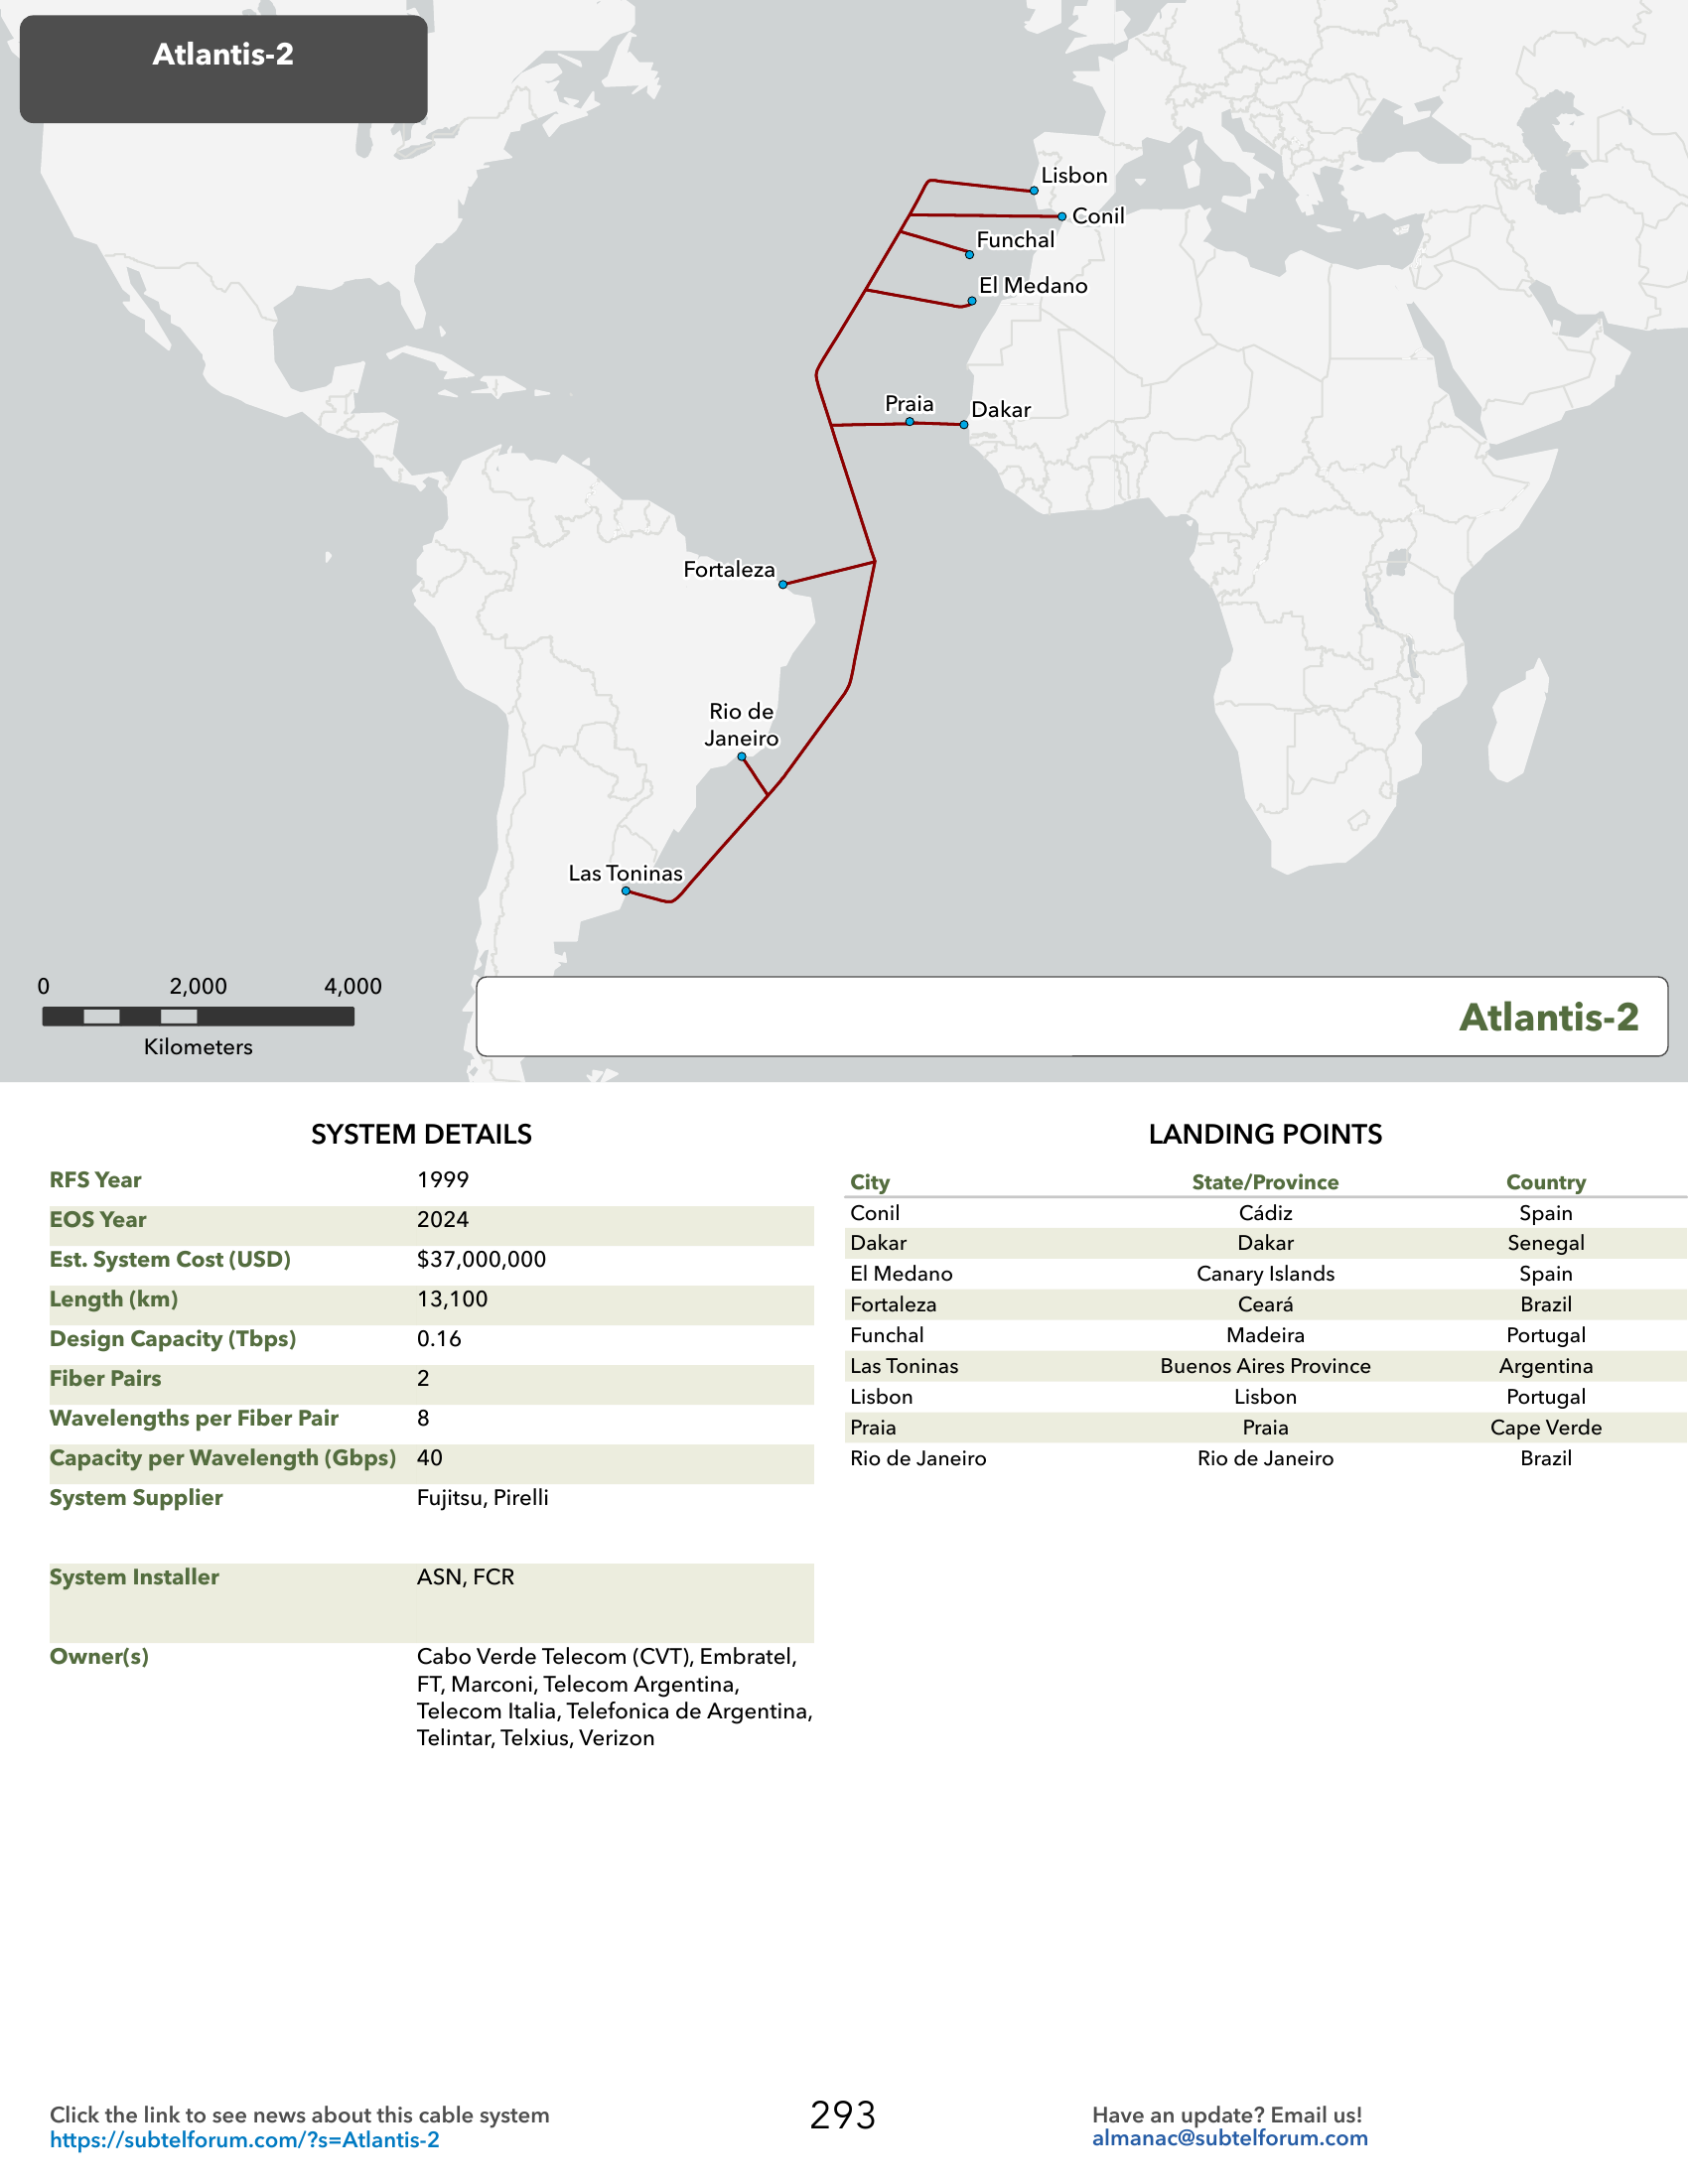 Atlantis-2
Lisbon
Conil
Funchal
El Medano
Praia
Dakar
Fortaleza
Rio de
Janeiro
Las Toninas
0 2,000 4,000
Kilometers
Atlantis-2
SYSTEM DETAILS
RFS Year 1999
EOS Year 2024
Est. System Cost (USD) $37,000,000
Length (km) 13,100
Design Capacity (Tbps) 0.16
Fiber Pairs 2
Wavelengths per Fiber Pair 8
Capacity per Wavelength (Gbps) 40
System Supplier Fujitsu, Pirelli
System Installer ASN, FCR
Owner(s) Cabo Verde Telecom (CVT), Embratel,
FT, Marconi, Telecom Argentina,
Telecom Italia, Telefonica de Argentina,
Telintar, Telxius, Verizon
LANDING POINTS
City State/Province Country
Conil Cádiz Spain
Dakar Dakar Senegal
El Medano Canary Islands Spain
Fortaleza Ceará Brazil
Funchal Madeira Portugal
Las Toninas Buenos Aires Province Argentina
Lisbon Lisbon Portugal
Praia Praia Cape Verde
Rio de Janeiro Rio de Janeiro Brazil
Click the link to see news about this cable system
https://subtelforum.com/?s=Atlantis-2
293
Have an update? Email us!
almanac@subtelforum.com